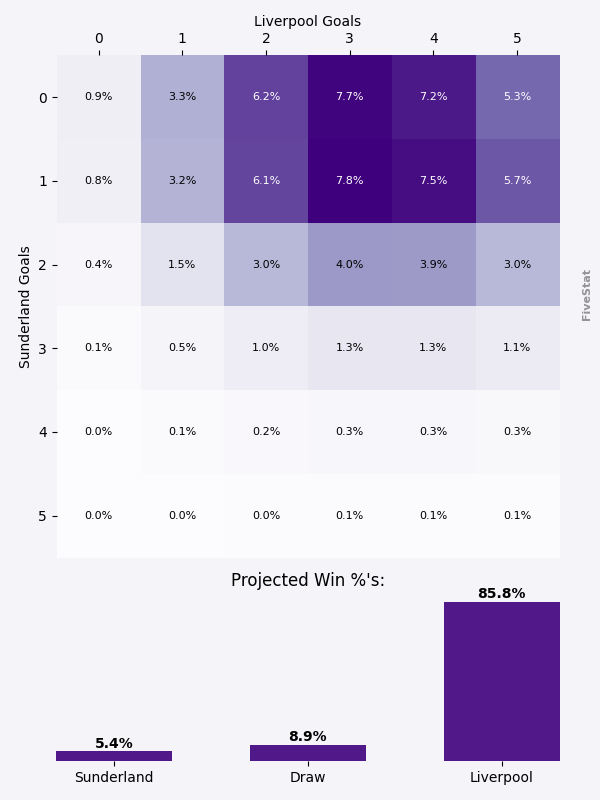 Liverpool Goals
0 1 2 3 4 5
0 0.9% 3.3% 6.2% 7.7% 7.2% 5.3%
1 0.8% 3.2% 6.1% 7.8% 7.5% 5.7%
2 0.4% 1.5% 3.0% 4.0% 3.9% 3.0%
3 0.1% 0.5% 1.0% 1.3% 1.3% 1.1%
4 0.0% 0.1% 0.2% 0.3% 0.3% 0.3%
5 0.0% 0.0% 0.0% 0.1% 0.1% 0.1%
Sunderland Goals
FiveStat
Projected Win %'s:
5.4% 8.9% 85.8%
Sunderland Draw Liverpool